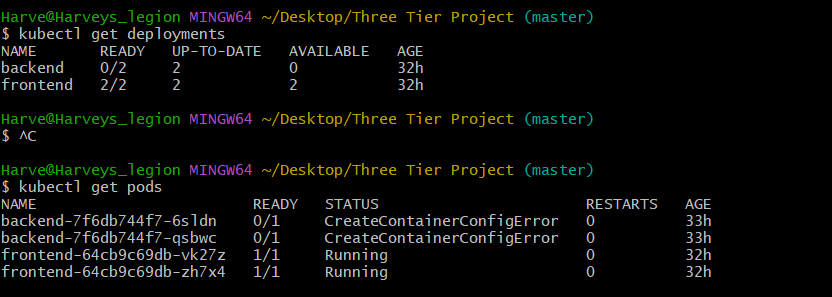 Harve@Harveys_legion MINGW64 ~/Desktop/Three Tier Project (master)
$ kubectl get deployments
NAME       READY   UP-TO-DATE   AVAILABLE   AGE
backend    0/2     2            0           32h
frontend   2/2     2            2           32h
Harve@Harveys_legion MINGW64 ~/Desktop/Three Tier Project (master)
$ ^C
Harve@Harveys_legion MINGW64 ~/Desktop/Three Tier Project (master)
$ kubectl get pods
NAME                        READY   STATUS                       RESTARTS   AGE
backend-7f6db744f7-6sldn    0/1     CreateContainerConfigError   0          33h
backend-7f6db744f7-qsbwc    0/1     CreateContainerConfigError   0          33h
frontend-64cb9c69db-vk27z   1/1     Running                      0          32h
frontend-64cb9c69db-zh7x4   1/1     Running                      0          32h